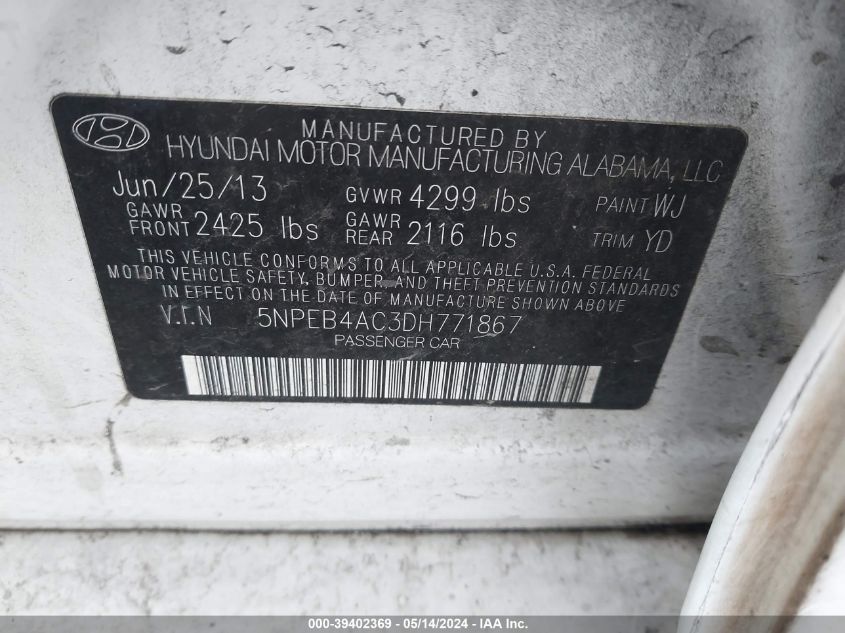 MANUFACTURED BY
HYUNDAI MOTOR MANUFACTURING ALABAMA, LLC
Jun/25/13 GVWR 4299 lbs PAINT WJ
GAWR FRONT 2425 lbs GAWR REAR 2116 lbs TRIM YD
THIS VEHICLE CONFORMS TO ALL APPLICABLE U.S.A. FEDERAL
MOTOR VEHICLE SAFETY, BUMPER, AND THEFT PREVENTION STANDARDS
IN EFFECT ON THE DATE OF MANUFACTURE SHOWN ABOVE
V.I.N 5NPEB4AC3DH771867
PASSENGER CAR
000-39402369 | 05/14/2024 | IAA Inc.